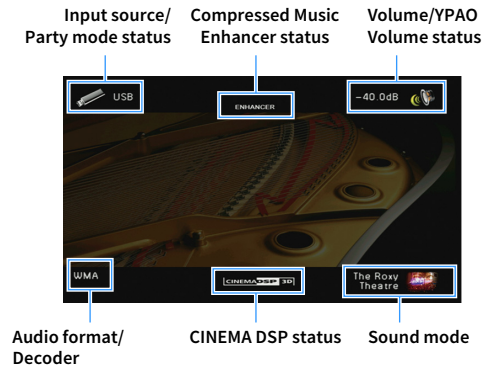 Input source/
Party mode status
Compressed Music
Enhancer status
Volume/YPAO
Volume status
USB
ENHANCER
-40.0dB
WMA
CINEMA DSP 3D
The Roxy
Theatre
Audio format/
Decoder
CINEMA DSP status
Sound mode